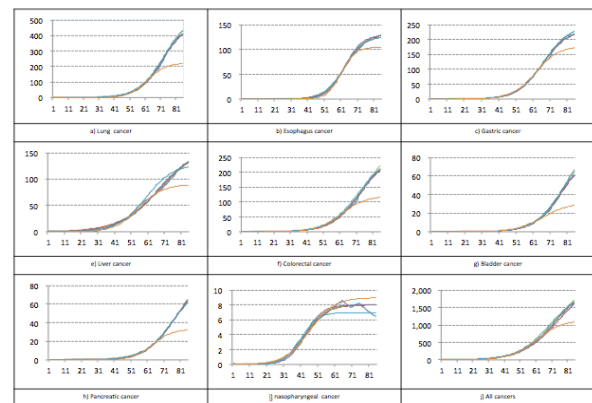 500
400
300
200
100
0
1 11 21 31 41 51 61 71 81
a) Lung cancer
150
100
50
0
1 11 21 31 41 51 61 71 81
b) Esophagus cancer
250
200
150
100
50
0
1 11 21 31 41 51 61 71 81
c) Gastric cancer
150
100
50
0
1 11 21 31 41 51 61 71 81
e) Liver cancer
250
200
150
100
50
0
1 11 21 31 41 51 61 71 81
f) Colorectal cancer
80
60
40
20
0
1 11 21 31 41 51 61 71 81
g) Bladder cancer
80
60
40
20
0
1 11 21 31 41 51 61 71 81
h) Pancreatic cancer
10
8
6
4
2
0
1 11 21 31 41 51 61 71 81
i) nasopharyngeal cancer
2,000
1,500
1,000
500
0
1 11 21 31 41 51 61 71 81
j) All cancers